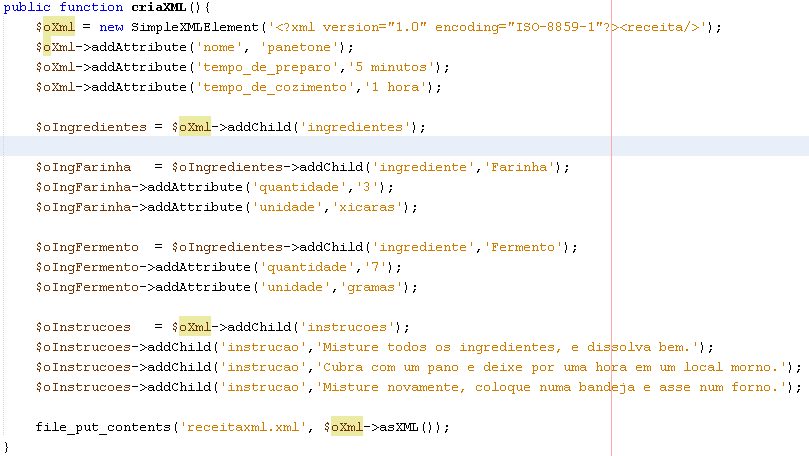 public function criaXML(){
$oXml = new SimpleXMLElement('<?xml version="1.0" encoding="ISO-8859-1"?><receita/>');
$oXml->addAttribute('nome', 'panetone');
$oXml->addAttribute('tempo_de_preparo','5 minutos');
$oXml->addAttribute('tempo_de_cozimento','1 hora');
$oIngredientes = $oXml->addChild('ingredientes');
$oIngFarinha   = $oIngredientes->addChild('ingrediente','Farinha');
$oIngFarinha->addAttribute('quantidade','3');
$oIngFarinha->addAttribute('unidade','xicaras');
$oIngFermento  = $oIngredientes->addChild('ingrediente','Fermento');
$oIngFermento->addAttribute('quantidade','7');
$oIngFermento->addAttribute('unidade','gramas');
$oInstrucoes   = $oXml->addChild('instrucoes');
$oInstrucoes->addChild('instrucao','Misture todos os ingredientes, e dissolva bem.');
$oInstrucoes->addChild('instrucao','Cubra com um pano e deixe por uma hora em um local morno.');
$oInstrucoes->addChild('instrucao','Misture novamente, coloque numa bandeja e asse num forno.');
file_put_contents('receitaxml.xml', $oXml->asXML());
}